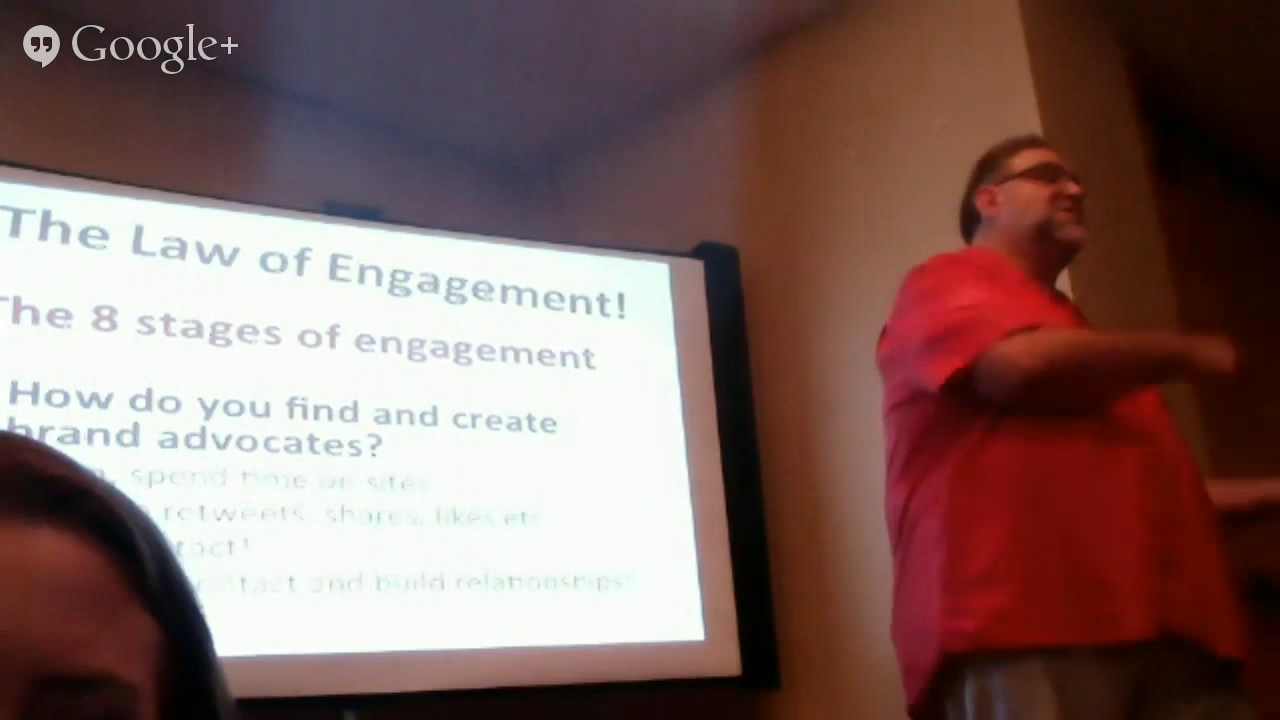 Google+
The Law of Engagement!
The 8 stages of engagement
How do you find and create
brand advocates?
spend time on sites
retweets, shares, likes etc
contact and build relationships